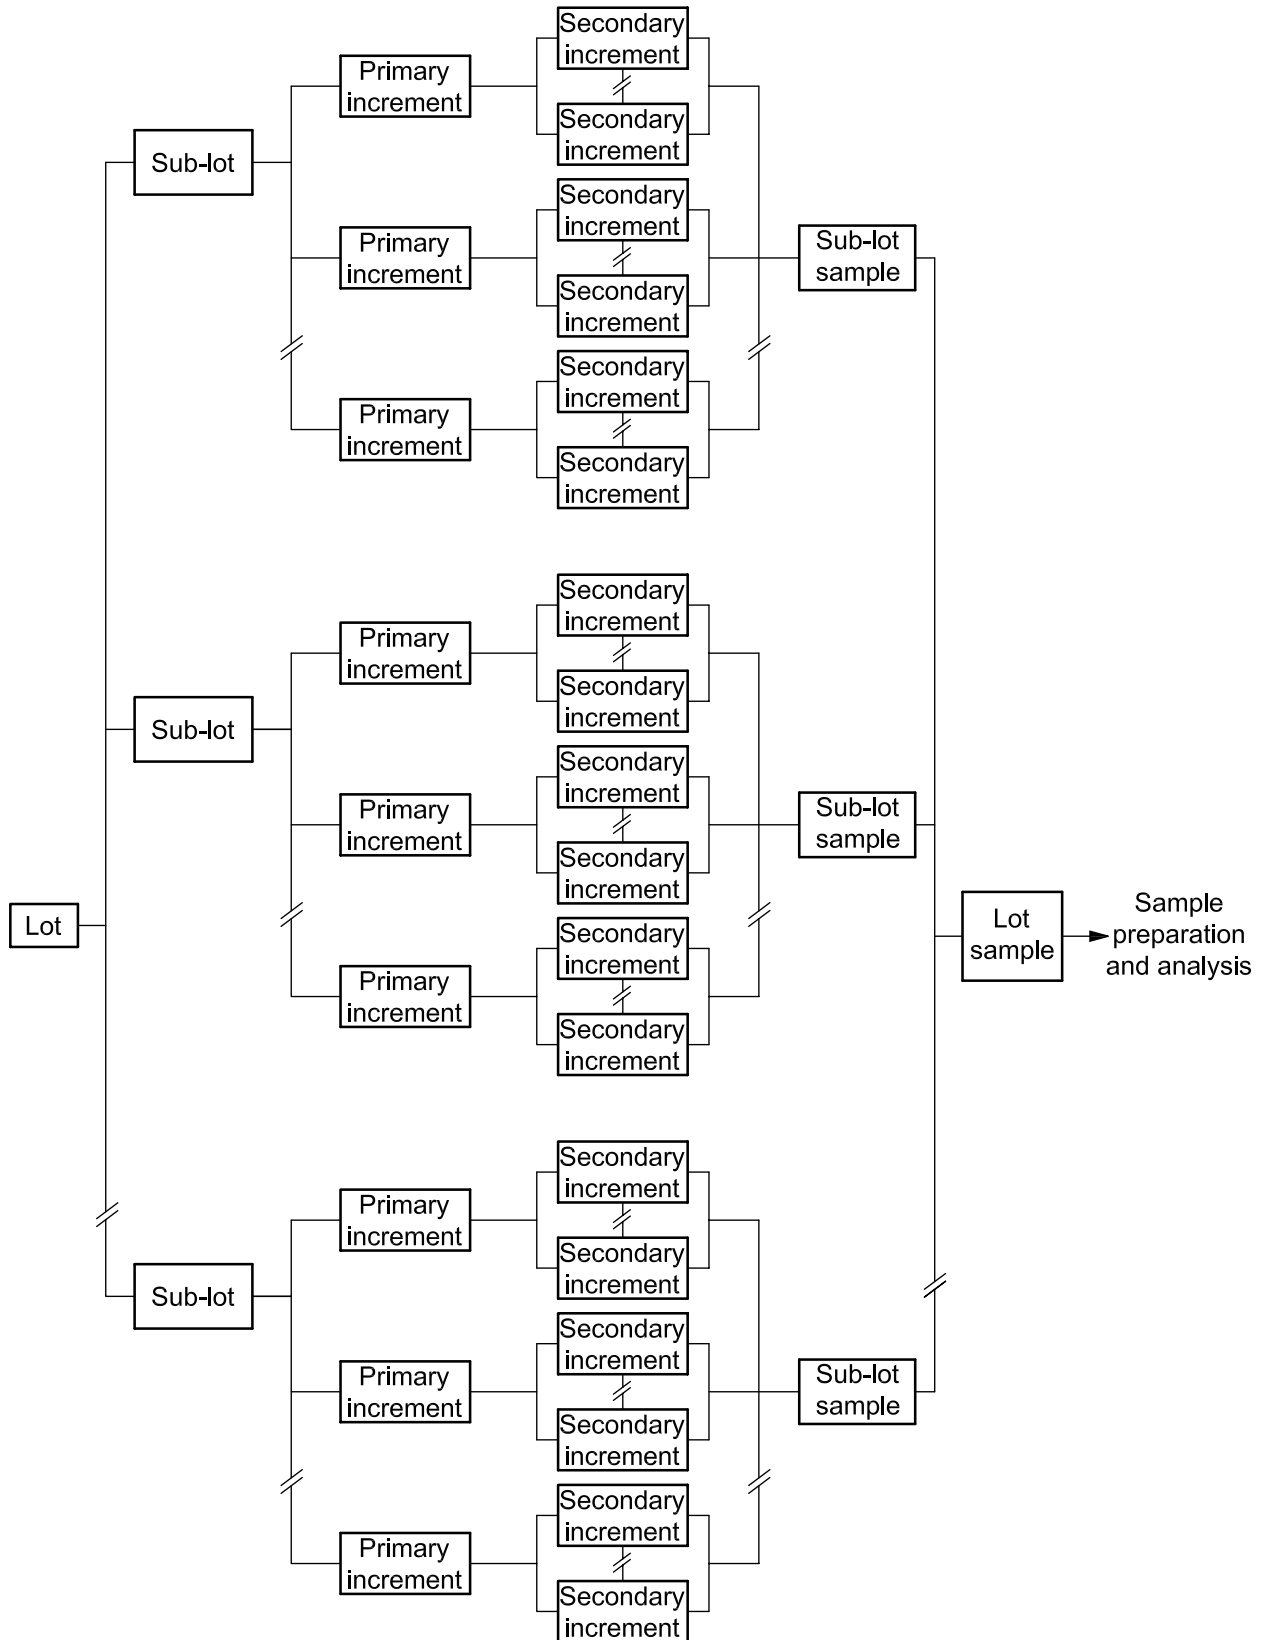 Secondary
increment
Primary
increment
Secondary
increment
Sub-lot
Secondary
increment
Primary
increment
Secondary
increment
Sub-lot
sample
Secondary
increment
Primary
increment
Secondary
increment
Secondary
increment
Primary
increment
Secondary
increment
Sub-lot
Secondary
increment
Primary
increment
Secondary
increment
Sub-lot
sample
Lot
Secondary
increment
Primary
increment
Secondary
increment
Lot
sample
Sample
preparation
and analysis
Secondary
increment
Primary
increment
Secondary
increment
Sub-lot
Secondary
increment
Primary
increment
Secondary
increment
Sub-lot
sample
Secondary
increment
Primary
increment
Secondary
increment